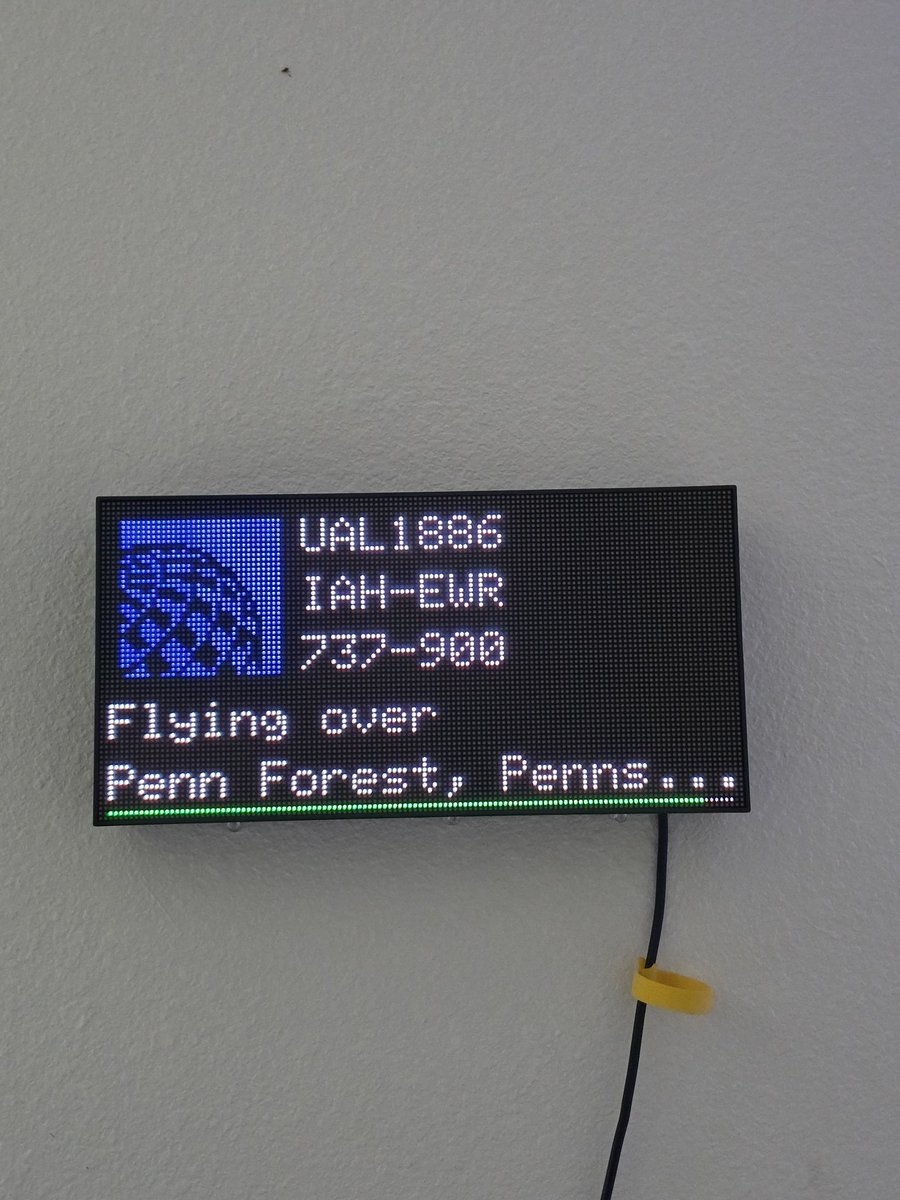 UAL1886
IAH-EWR
737-900
Flying over
Penn Forest, Penns...